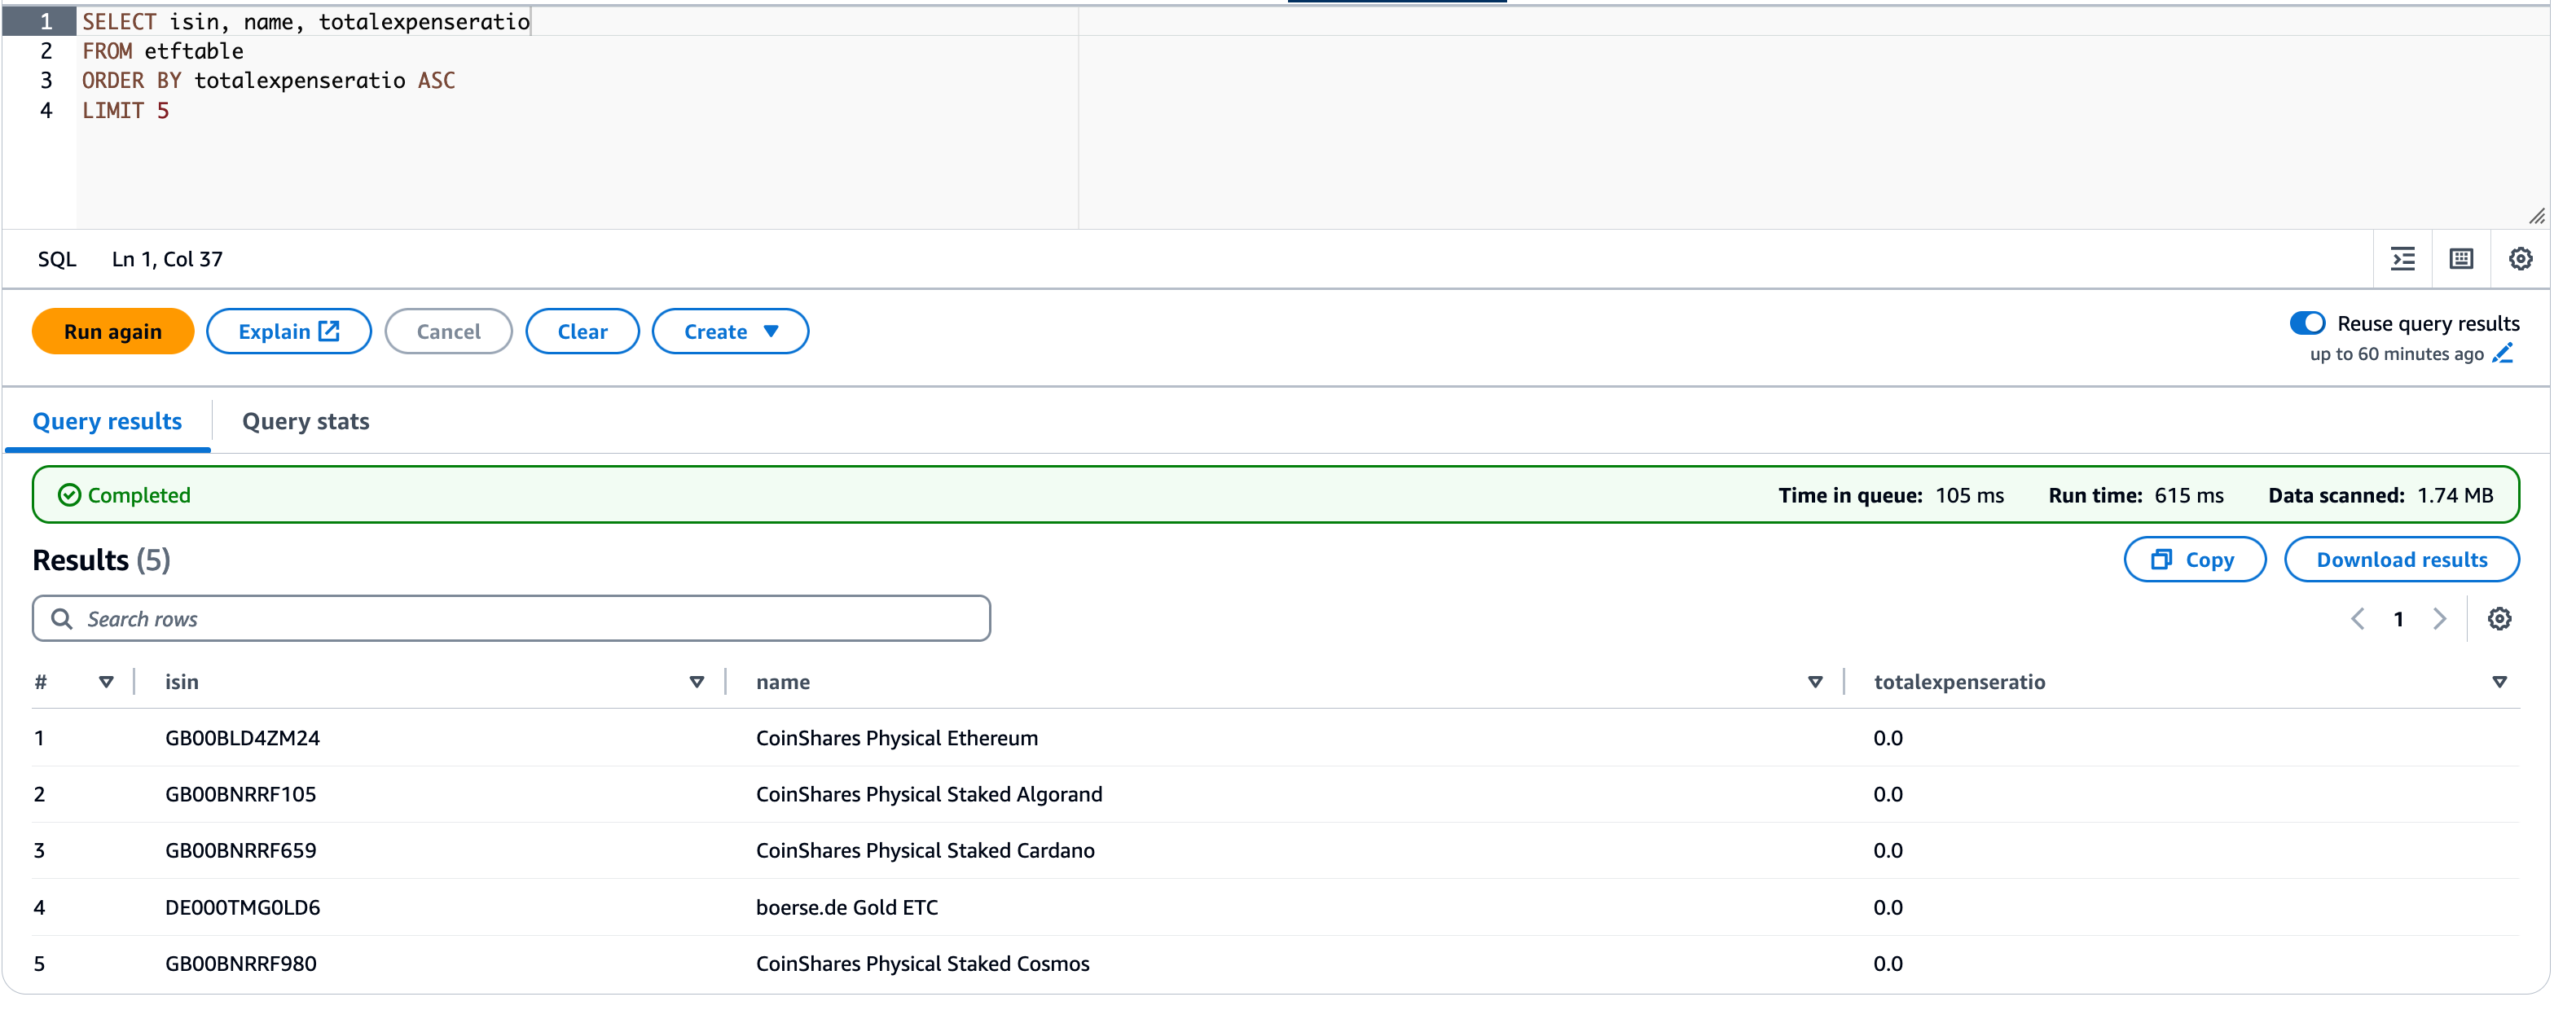 1 SELECT isin, name, totalexpenseratio
2 FROM etftable
3 ORDER BY totalexpenseratio ASC
4 LIMIT 5
SQL Ln 1, Col 37
Run again Explain Cancel Clear Create Reuse query results
up to 60 minutes ago
Query results Query stats
Completed Time in queue: 105 ms Run time: 615 ms Data scanned: 1.74 MB
Results (5) Copy Download results
Search rows 1
# isin name totalexpenseratio
1 GB00BLD4ZM24 CoinShares Physical Ethereum 0.0
2 GB00BNRRF105 CoinShares Physical Staked Algorand 0.0
3 GB00BNRRF659 CoinShares Physical Staked Cardano 0.0
4 DE000TMG0LD6 boerse.de Gold ETC 0.0
5 GB00BNRRF980 CoinShares Physical Staked Cosmos 0.0